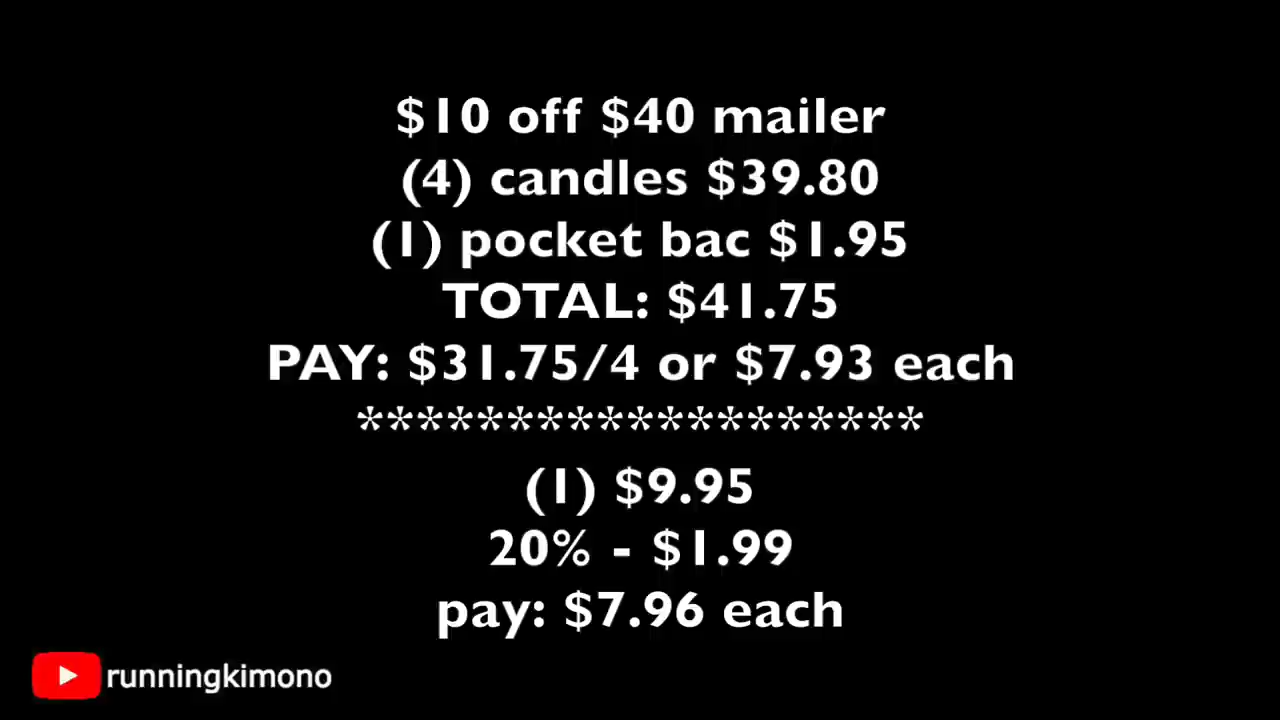 $10 off $40 mailer
(4) candles $39.80
(1) pocket bac $1.95
TOTAL: $41.75
PAY: $31.75/4 or $7.93 each
*******************
(1) $9.95
20% - $1.99
pay: $7.96 each
runningkimono